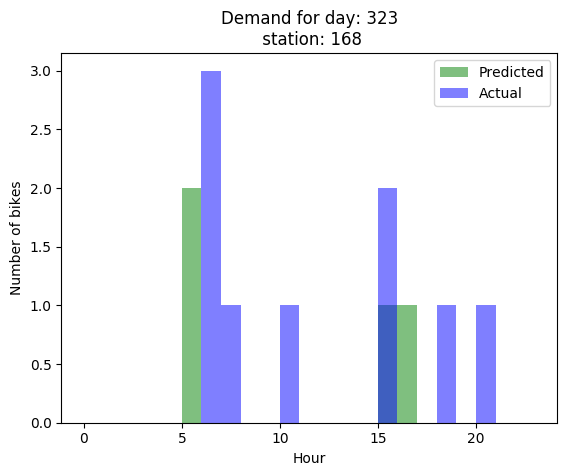 Demand for day: 323
station: 168
Predicted
Actual
Number of bikes
3.0
2.5
2.0
1.5
1.0
0.5
0.0
0
5
10
15
20
Hour